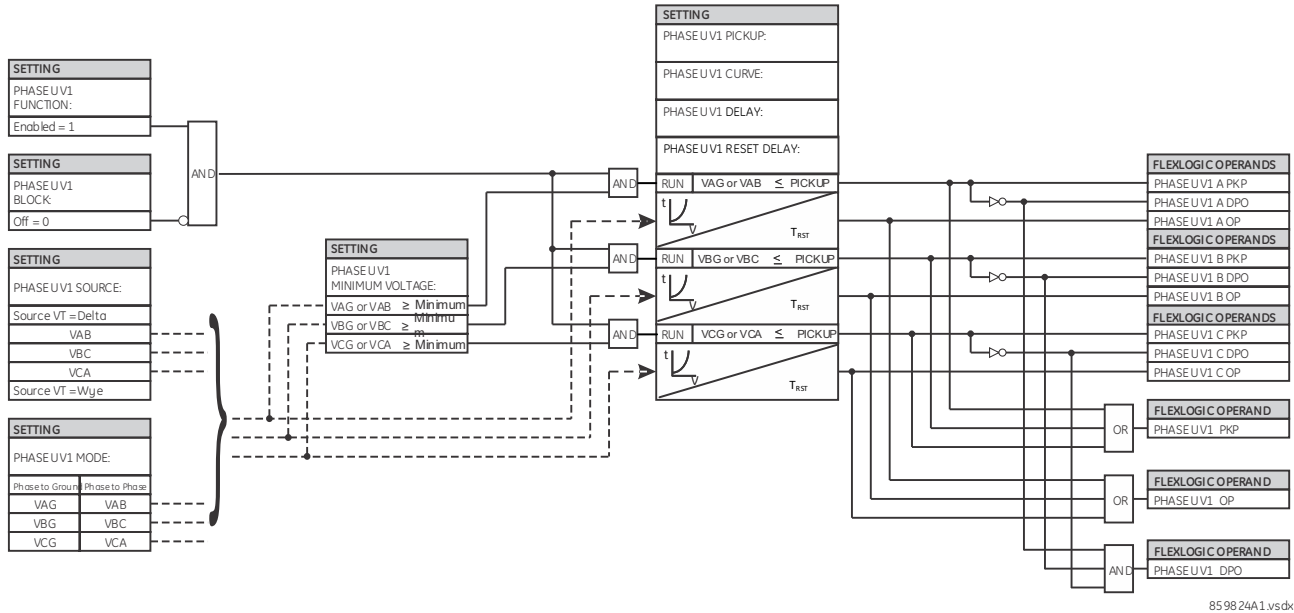 SETTING
PHASE UV1
FUNCTION:
Enabled = 1
SETTING
PHASE UV1
BLOCK:
Off = 0
AND
SETTING
PHASE UV1 SOURCE:
Source VT = Delta
VAB
VBC
VCA
Source VT = Wye
SETTING
PHASE UV1 MODE:
Phase to Ground Phase to Phase
VAG VAB
VBG VBC
VCG VCA
SETTING
PHASE UV1
MINIMUM VOLTAGE:
VAG or VAB ≥ Minimum
VBG or VBC ≥ Minimu
m
VCG or VCA ≥ Minimum
AND
AND
AND
SETTING
PHASE UV1 PICKUP:
PHASE UV1 CURVE:
PHASE UV1 DELAY:
PHASE UV1 RESET DELAY:
RUN VAG or VAB ≤ PICKUP
t
V
TRST
RUN VBG or VBC ≤ PICKUP
t
V
TRST
RUN VCG or VCA ≤ PICKUP
t
V
TRST
FLEXLOGIC OPERANDS
PHASE UV1 A PKP
PHASE UV1 A DPO
PHASE UV1 A OP
FLEXLOGIC OPERANDS
PHASE UV1 B PKP
PHASE UV1 B DPO
PHASE UV1 B OP
FLEXLOGIC OPERANDS
PHASE UV1 C PKP
PHASE UV1 C DPO
PHASE UV1 C OP
OR
FLEXLOGIC OPERAND
PHASE UV1 PKP
OR
FLEXLOGIC OPERAND
PHASE UV1 OP
AND
FLEXLOGIC OPERAND
PHASE UV1 DPO
859824A1.vsdx